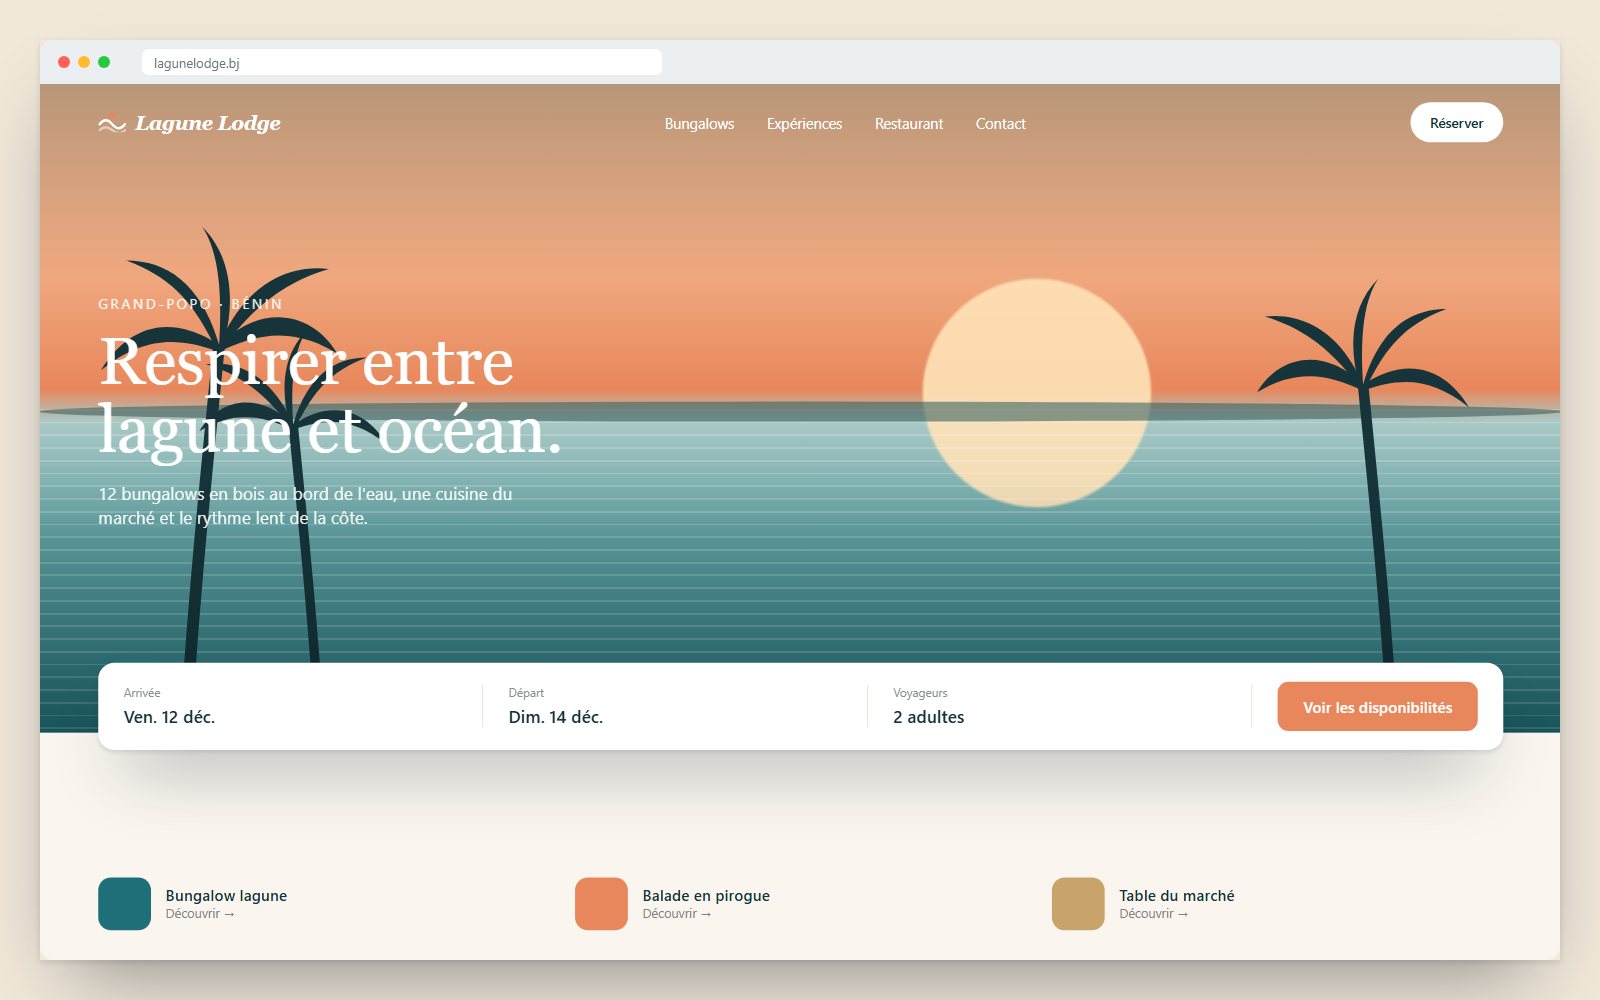 lagunelodge.bj
Lagune Lodge
Bungalows
Expériences
Restaurant
Contact
Réserver
GRAND-POPO · BÉNIN
Respirer entre
lagune et océan.
12 bungalows en bois au bord de l'eau, une cuisine du
marché et le rythme lent de la côte.
Arrivée
Ven. 12 déc.
Départ
Dim. 14 déc.
Voyageurs
2 adultes
Voir les disponibilités
Bungalow lagune
Découvrir →
Balade en pirogue
Découvrir →
Table du marché
Découvrir →